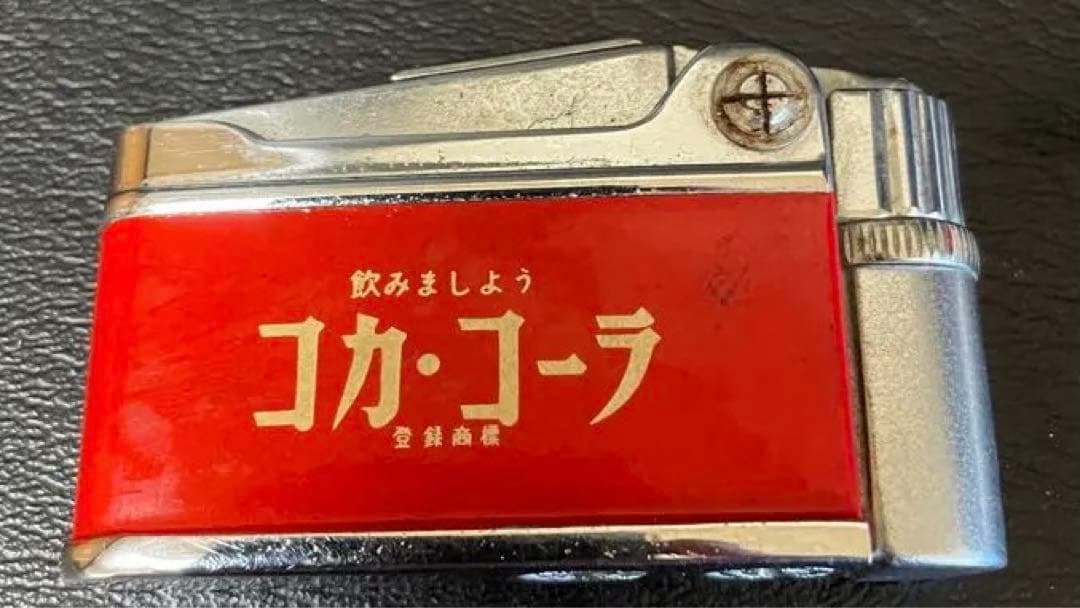 飲みましよう
コカ・コーラ
登録商標